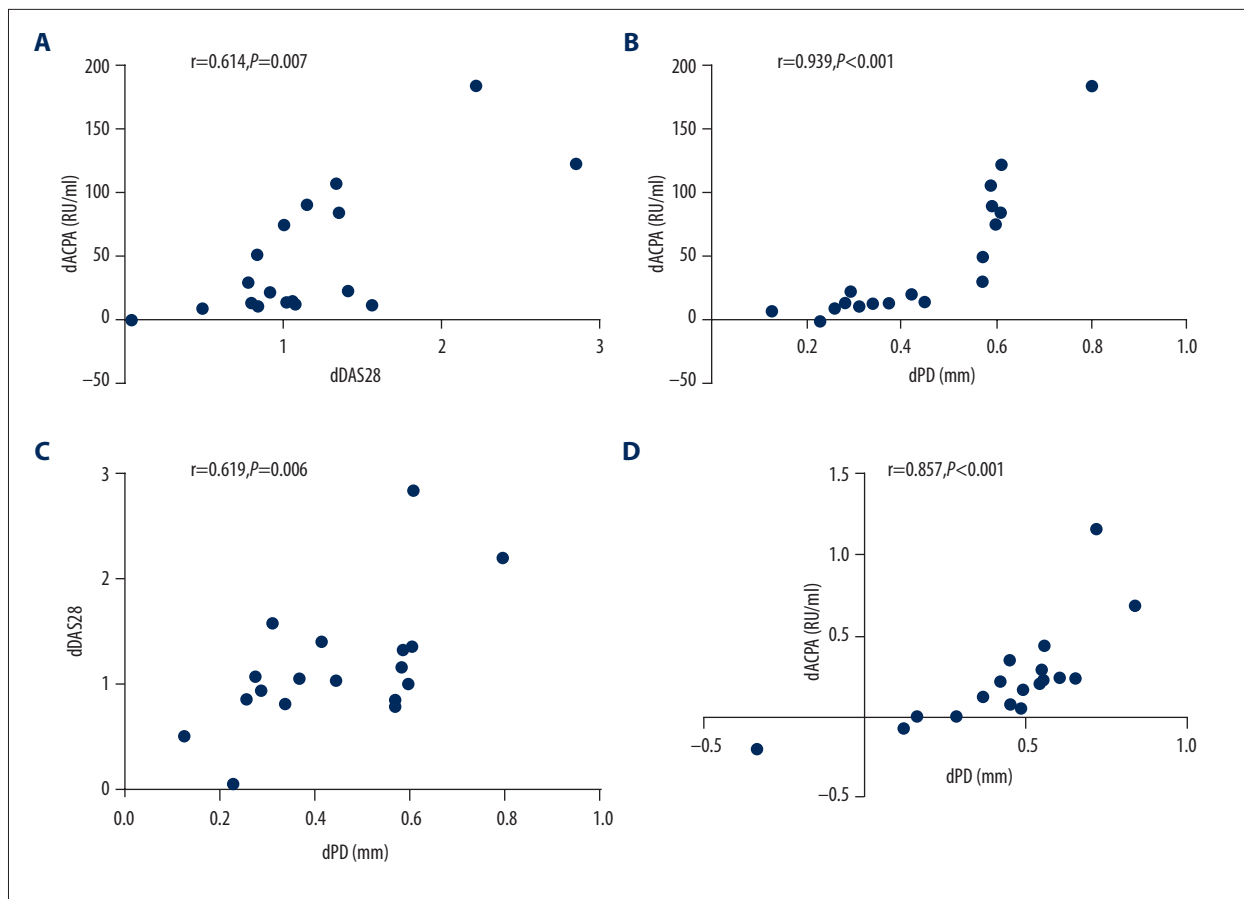 A
r=0.614,P=0.007
200
150
100
50
0
−50
dACPA (RU/ml)
1
2
3
dDAS28
B
r=0.939,P<0.001
200
150
100
50
0
−50
dACPA (RU/ml)
0.2
0.4
0.6
0.8
1.0
dPD (mm)
C
r=0.619,P=0.006
3
2
1
0
dDAS28
0.0
0.2
0.4
0.6
0.8
1.0
dPD (mm)
D
r=0.857,P<0.001
1.5
1.0
0.5
−0.5
dACPA (RU/ml)
−0.5
0.5
1.0
dPD (mm)